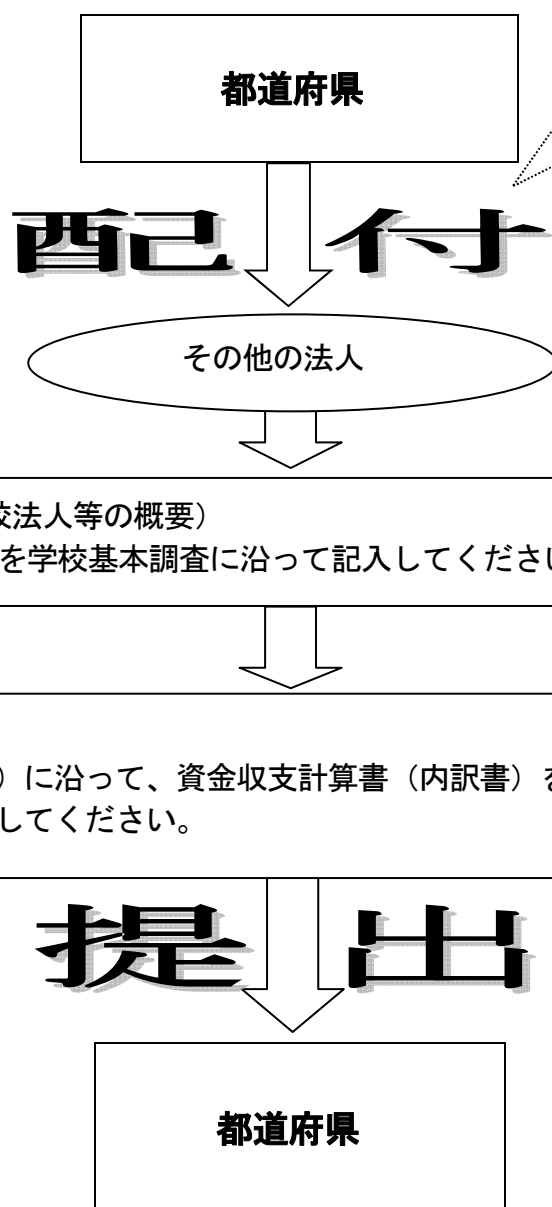 都道府県
配付
その他の法人
校法人等の概要）
を学校基本調査に沿って記入してください
）に沿って、資金収支計算書（内訳書）を
してください。
提出
都道府県